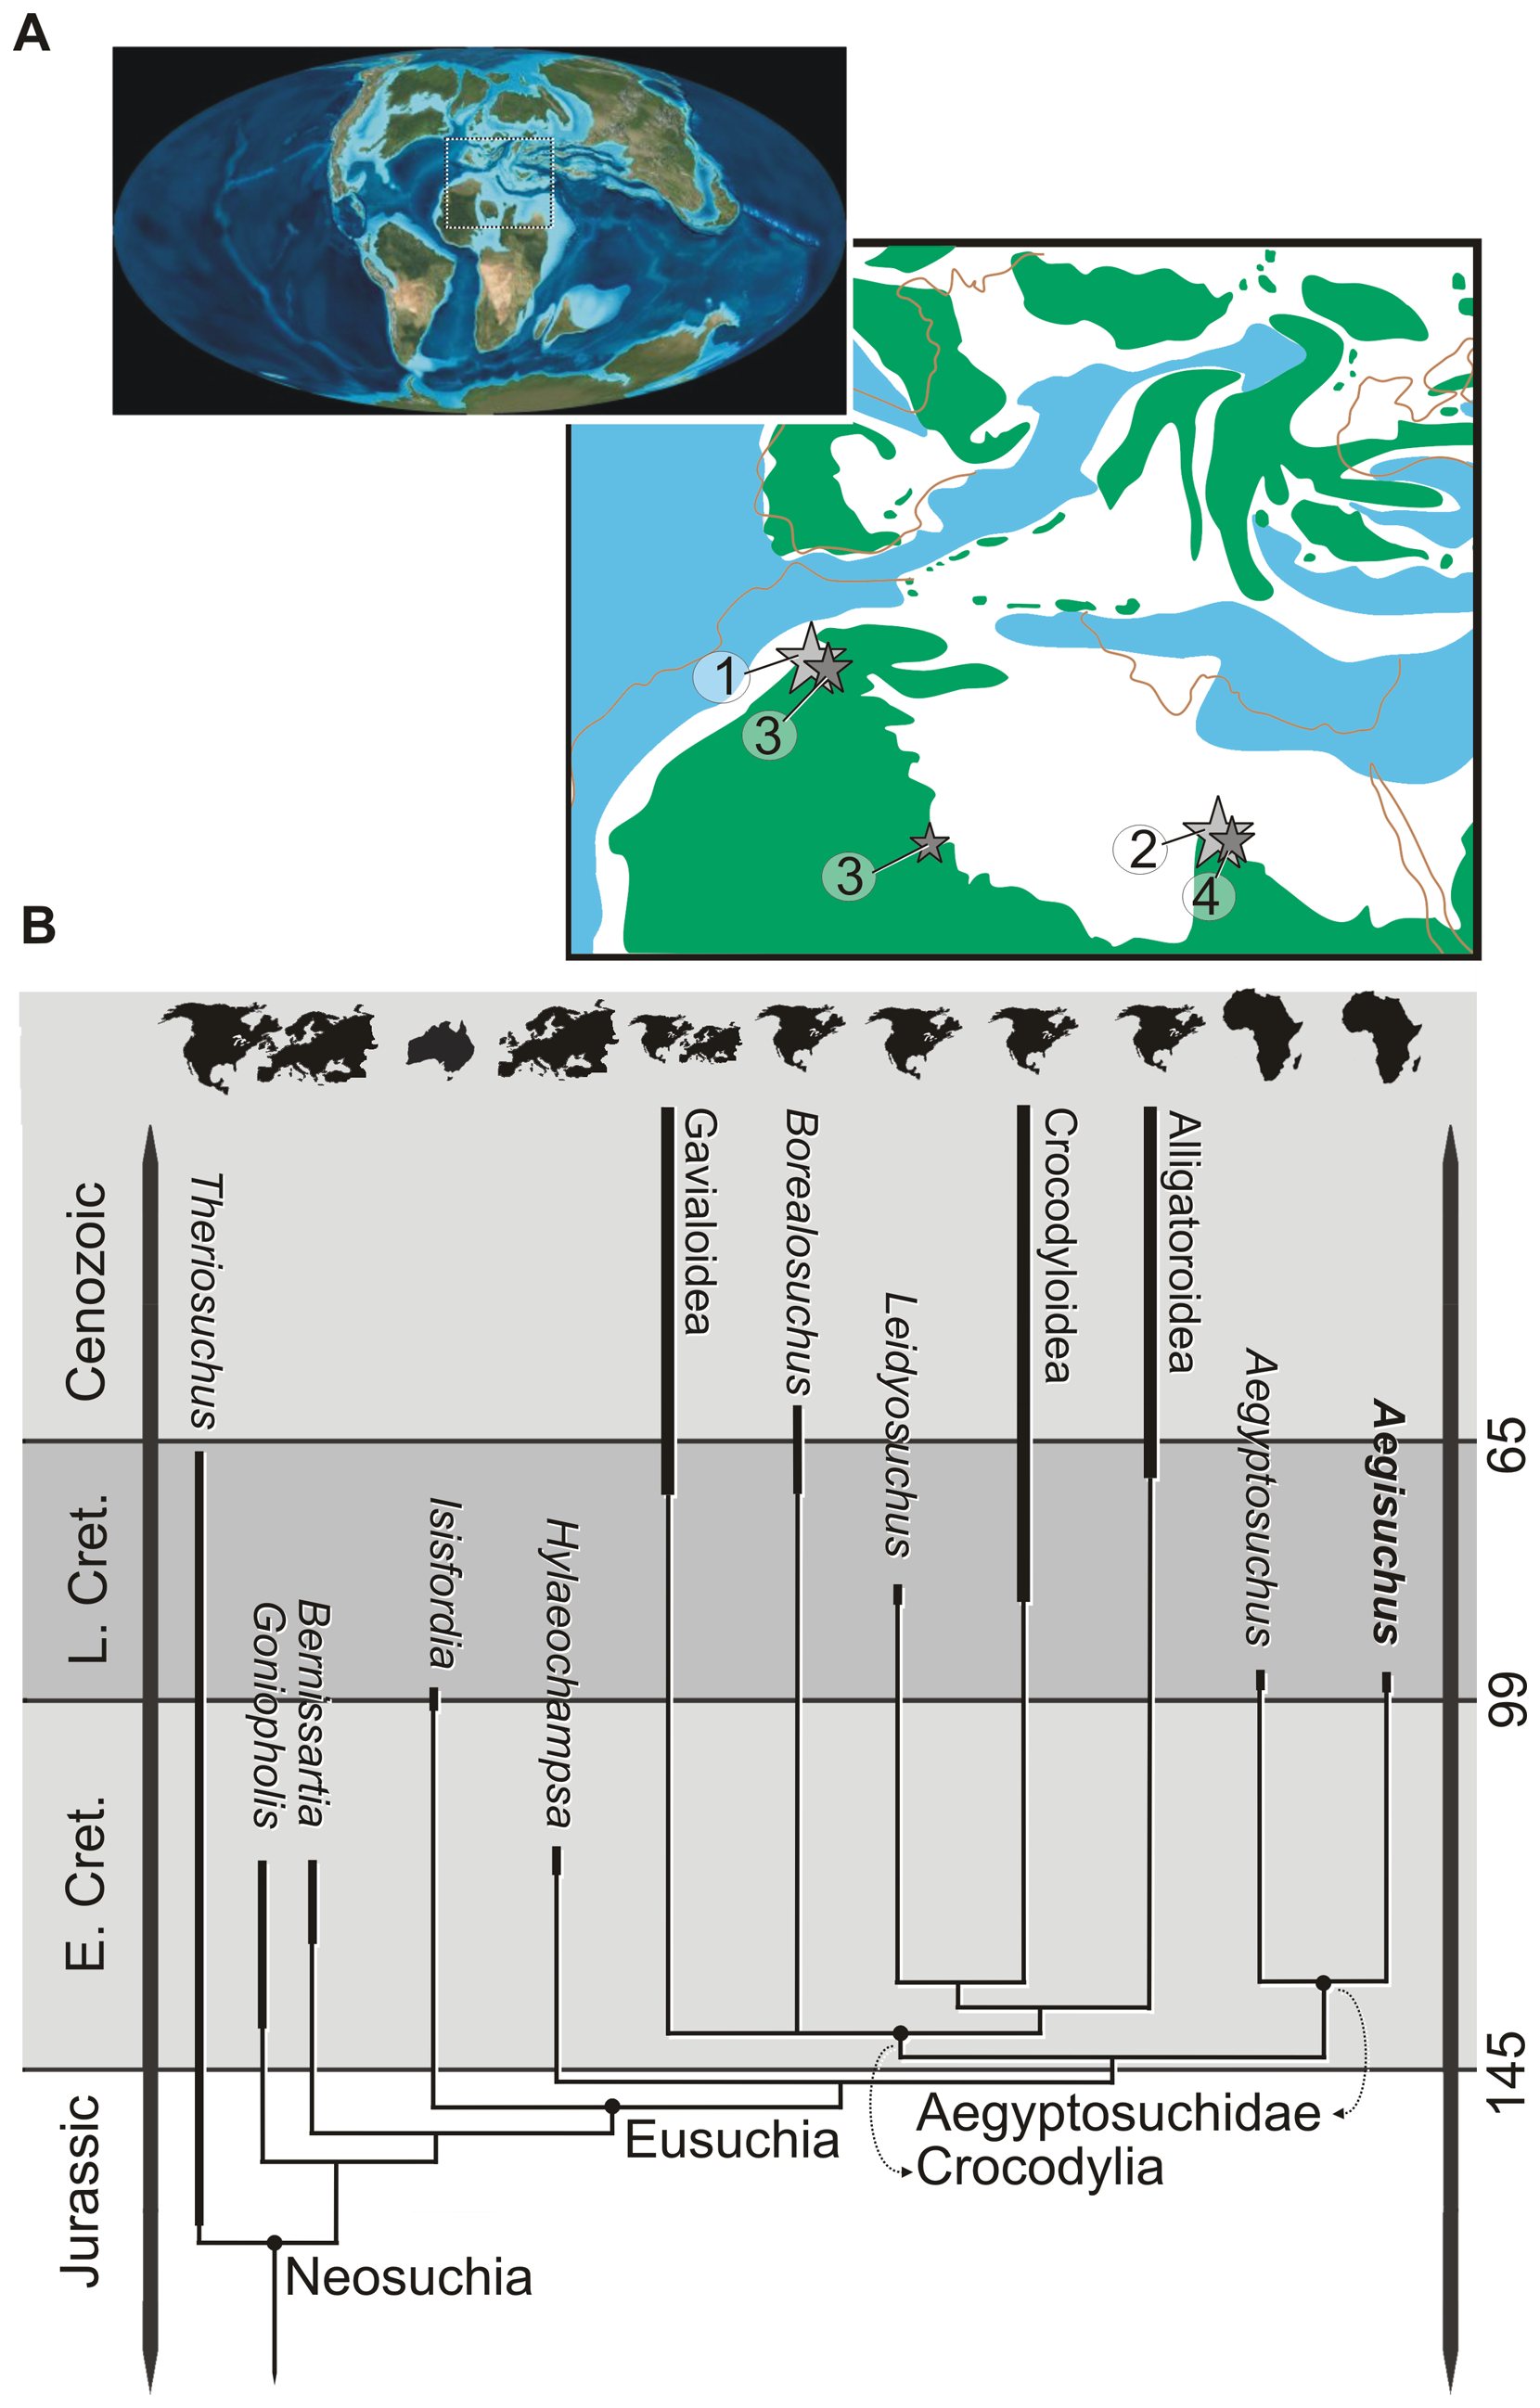 A
1
3
3
2
4
B
Cenozoic
L. Cret.
E. Cret.
Jurassic
Theriosuchus
Goniopholis
Bernissartia
Isisfordia
Hylaeochampsa
Gavialoidea
Borealosuchus
Leidyosuchus
Crocodyloidea
Alligatoroidea
Aegyptosuchus
Aegisuchus
65
99
145
Aegyptosuchidae
Crocodylia
Eusuchia
Neosuchia